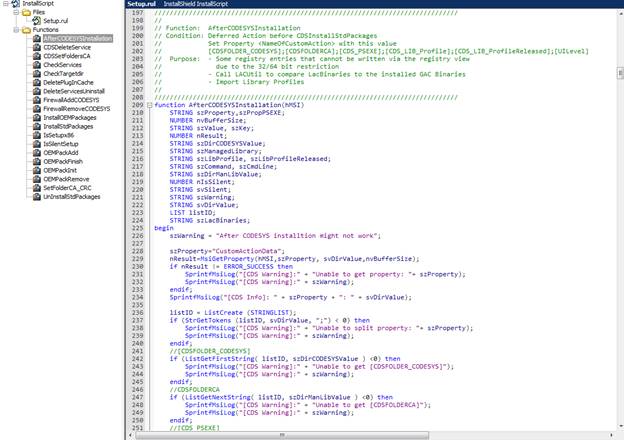 InstallScript
Files
Setup.rul
Functions
AfterCODESYSInstallation
CDSDeleteService
CDSSetFoldersCA
CheckServices
CheckTargetdir
DeletePlugInCache
DeleteServicesUninstall
FirewallAddCODESYS
FirewallRemoveCODESYS
InstallOEMPackages
InstallStdPackages
IsSetupx86
IsSilentSetup
OEMPackAdd
OEMPackFinish
OEMPackInit
OEMPackRemove
SetFolderCA_CRC
UnInstallStdPackages
Setup.rul InstallShield InstallScript
197 ////////////////////////////////////////////////////////////////////////////////
198 //
199 // Function: AfterCODESYSInstallation
200 // Condition: Deferred Action before CDSInstallStdPackages
201 // Set Property <NameOfCustomAction> with this value
202 // [CDSFOLDER_CODESYS];[CDSFOLDERCA];[CDS_PSEXE];[CDS_LIB_Profile];[CDS_LIB_ProfileReleased];[UILevel]
203 // Purpose: - Some registry entries that cannot be written via the registry view
204 // due to the 32/64 bit restriction
205 // - Call LACUtil to compare LacBinaries to the installed GAC Binaries
206 // - Import Library Profiles
207 //
208 ////////////////////////////////////////////////////////////////////////////////
209 function AfterCODESYSInstallation(hMSI)
210 STRING szProperty,szPropPSEXE;
211 NUMBER nvBufferSize;
212 STRING szValue, szKey;
213 NUMBER nResult;
214 STRING szDirCODESYSValue;
215 STRING szManagedLibrary;
216 STRING szLibProfile, szLibProfileReleased;
217 STRING szCommand, szCmdLine;
218 STRING szDirManLibValue;
219 NUMBER nIsSilent;
220 STRING svSilent;
221 STRING szWarning;
222 STRING svDirValue;
223 LIST listID;
224 STRING szLacBinaries;
225 begin
226 szWarning = "After CODESYS installtion might not work";
227
228 szProperty="CustomActionData";
229 nResult=MsiGetProperty(hMSI,szProperty, svDirValue,nvBufferSize);
230 if nResult != ERROR_SUCCESS then
231 SprintfMsiLog("[CDS Warning]:" + "Unable to get property: "+ szProperty);
232 SprintfMsiLog("[CDS Warning]:" + szWarning);
233 endif;
234 SprintfMsiLog("[CDS Info]: " + szProperty + ": " + svDirValue);
235
236 listID = ListCreate (STRINGLIST);
237 if (StrGetTokens (listID, svDirValue, ";") < 0) then
238 SprintfMsiLog("[CDS Warning]:" + "Unable to split property: "+ szProperty);
239 SprintfMsiLog("[CDS Warning]:" + szWarning);
240 endif;
241 //[CDSFOLDER_CODESYS]
242 if (ListGetFirstString( listID, szDirCODESYSValue ) <0) then
243 SprintfMsiLog("[CDS Warning]:" + "Unable to get [CDSFOLDER_CODESYS]");
244 SprintfMsiLog("[CDS Warning]:" + szWarning);
245 endif;
246 //CDSFOLDERCA
247 if (ListGetNextString( listID, szDirManLibValue ) <0) then
248 SprintfMsiLog("[CDS Warning]:" + "Unable to get [CDSFOLDERCA]");
249 SprintfMsiLog("[CDS Warning]:" + szWarning);
250 endif;
251 //[CDS PSEXE]